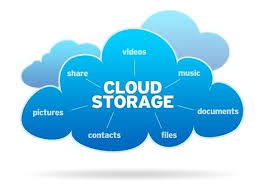 videos
share
music
CLOUD
STORAGE
pictures
documents
contacts
files